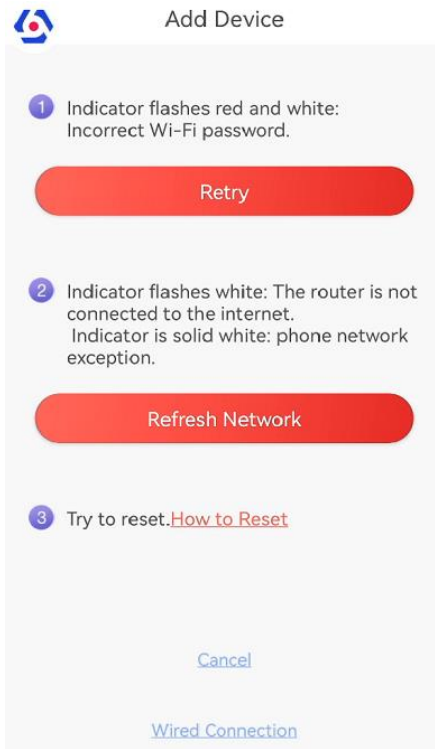 Add Device
1 Indicator flashes red and white:
Incorrect Wi-Fi password.
Retry
2 Indicator flashes white: The router is not
connected to the internet.
Indicator is solid white: phone network
exception.
Refresh Network
3 Try to reset.How to Reset
Cancel
Wired Connection